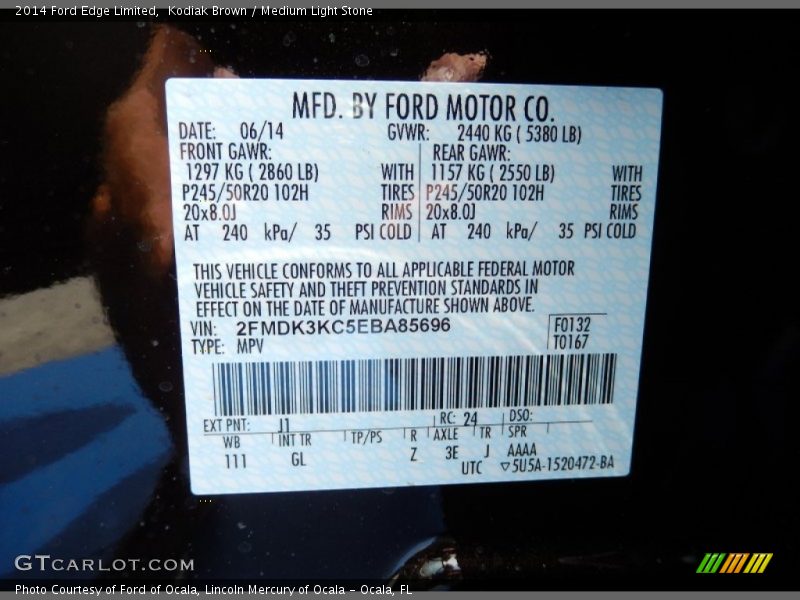 2014 Ford Edge Limited,  Kodiak Brown / Medium Light Stone
MFD. BY FORD MOTOR CO.
DATE: 06/14 GVWR: 2440 KG ( 5380 LB)
FRONT GAWR: REAR GAWR:
1297 KG ( 2860 LB) WITH 1157 KG ( 2550 LB) WITH
P245/50R20 102H TIRES P245/50R20 102H TIRES
20x8.0J RIMS 20x8.0J RIMS
AT 240 kPa/ 35 PSI COLD AT 240 kPa/ 35 PSI COLD
THIS VEHICLE CONFORMS TO ALL APPLICABLE FEDERAL MOTOR
VEHICLE SAFETY AND THEFT PREVENTION STANDARDS IN
EFFECT ON THE DATE OF MANUFACTURE SHOWN ABOVE.
VIN: 2FMDK3KC5EBA85696 F0132
TYPE: MPV T0167
EXT PNT: J1 RC: 24 DSO:
WB INT TR TP/PS R AXLE TR SPR
111 GL Z 3E J AAAA
UTC ▽5U5A-1520472-BA
GTCARLOT.COM
Photo Courtesy of Ford of Ocala, Lincoln Mercury of Ocala - Ocala, FL